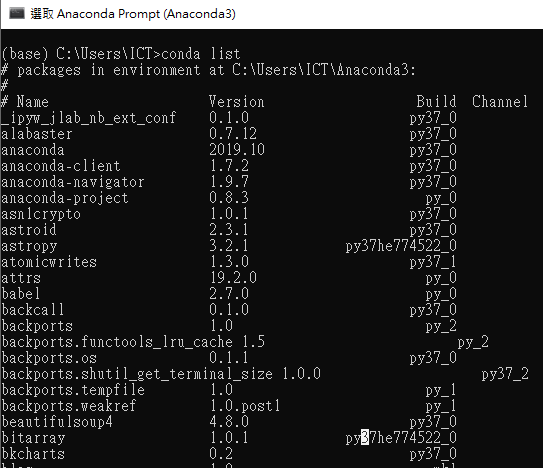 選取 Anaconda Prompt (Anaconda3)
(base) C:\Users\ICT>conda list
# packages in environment at C:\Users\ICT\Anaconda3:
#
# Name                    Version                   Build  Channel
_ipyw_jlab_nb_ext_conf    0.1.0                    py37_0
alabaster                 0.7.12                   py37_0
anaconda                  2019.10                  py37_0
anaconda-client           1.7.2                    py37_0
anaconda-navigator        1.9.7                    py37_0
anaconda-project          0.8.3                      py_0
asn1crypto                1.0.1                    py37_0
astroid                   2.3.1                    py37_0
astropy                   3.2.1            py37he774522_0
atomicwrites              1.3.0                    py37_1
attrs                     19.2.0                     py_0
babel                     2.7.0                      py_0
backcall                  0.1.0                    py37_0
backports                 1.0                        py_2
backports.functools_lru_cache 1.5                        py_2
backports.os              0.1.1                    py37_0
backports.shutil_get_terminal_size 1.0.0                    py37_2
backports.tempfile        1.0                        py_1
backports.weakref         1.0.post1                  py_1
beautifulsoup4            4.8.0                    py37_0
bitarray                  1.0.1            py37he774522_0
bkcharts                  0.2                      py37_0